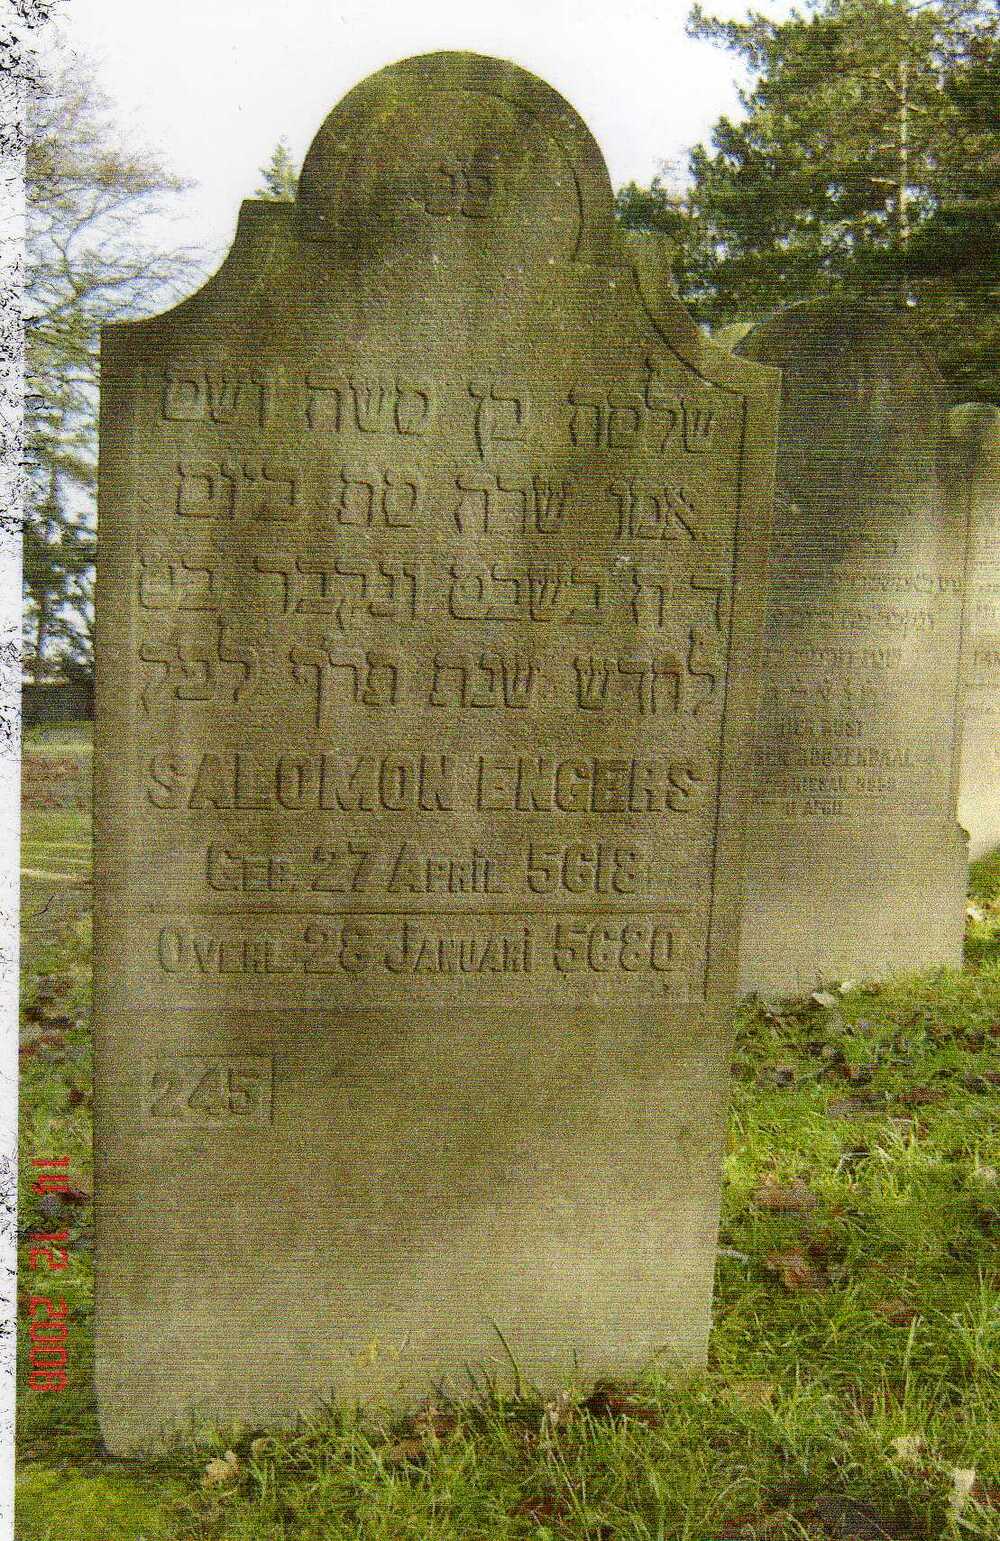 פנ
שלמה בן משה ושם
אמו שרה מת ביום
ד ח בשבט ונקבר בט
לחדש שנת תרף לפק
SALOMON ENGERS
GEB. 27 APRIL 5618
OVERL. 28 JANUARI 5680
245
14 12 2008